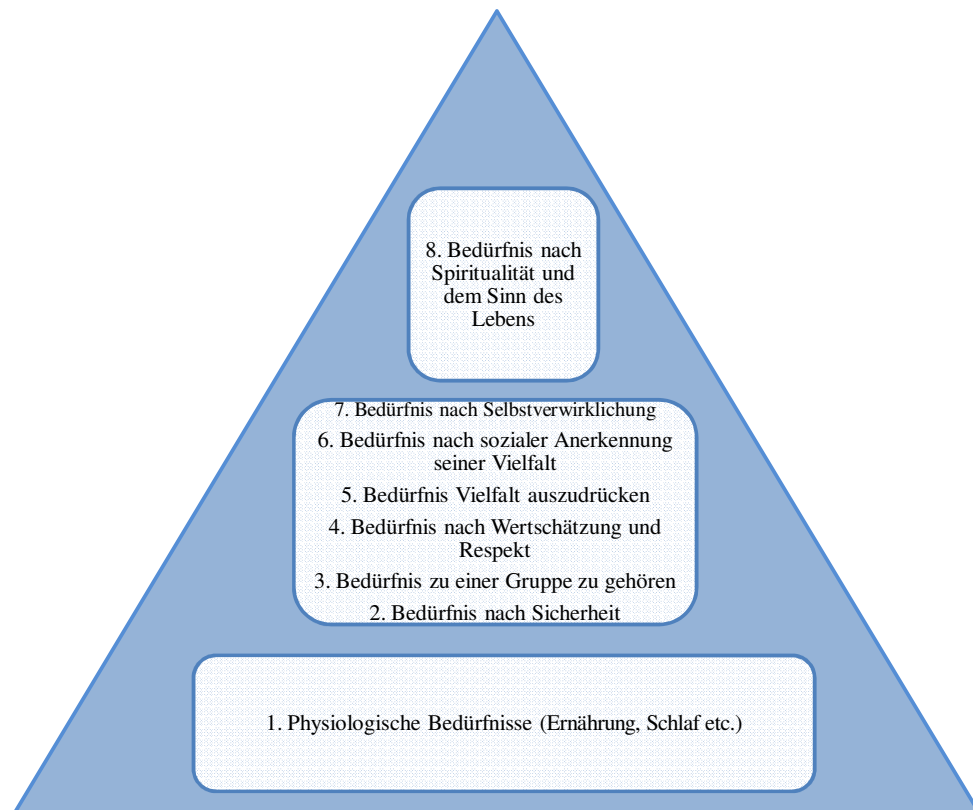 8. Bedürfnis nach
Spiritualität und
dem Sinn des
Lebens
7. Bedürfnis nach Selbstverwirklichung
6. Bedürfnis nach sozialer Anerkennung
seiner Vielfalt
5. Bedürfnis Vielfalt auszudrücken
4. Bedürfnis nach Wertschätzung und
Respekt
3. Bedürfnis zu einer Gruppe zu gehören
2. Bedürfnis nach Sicherheit
1. Physiologische Bedürfnisse (Ernährung, Schlaf etc.)